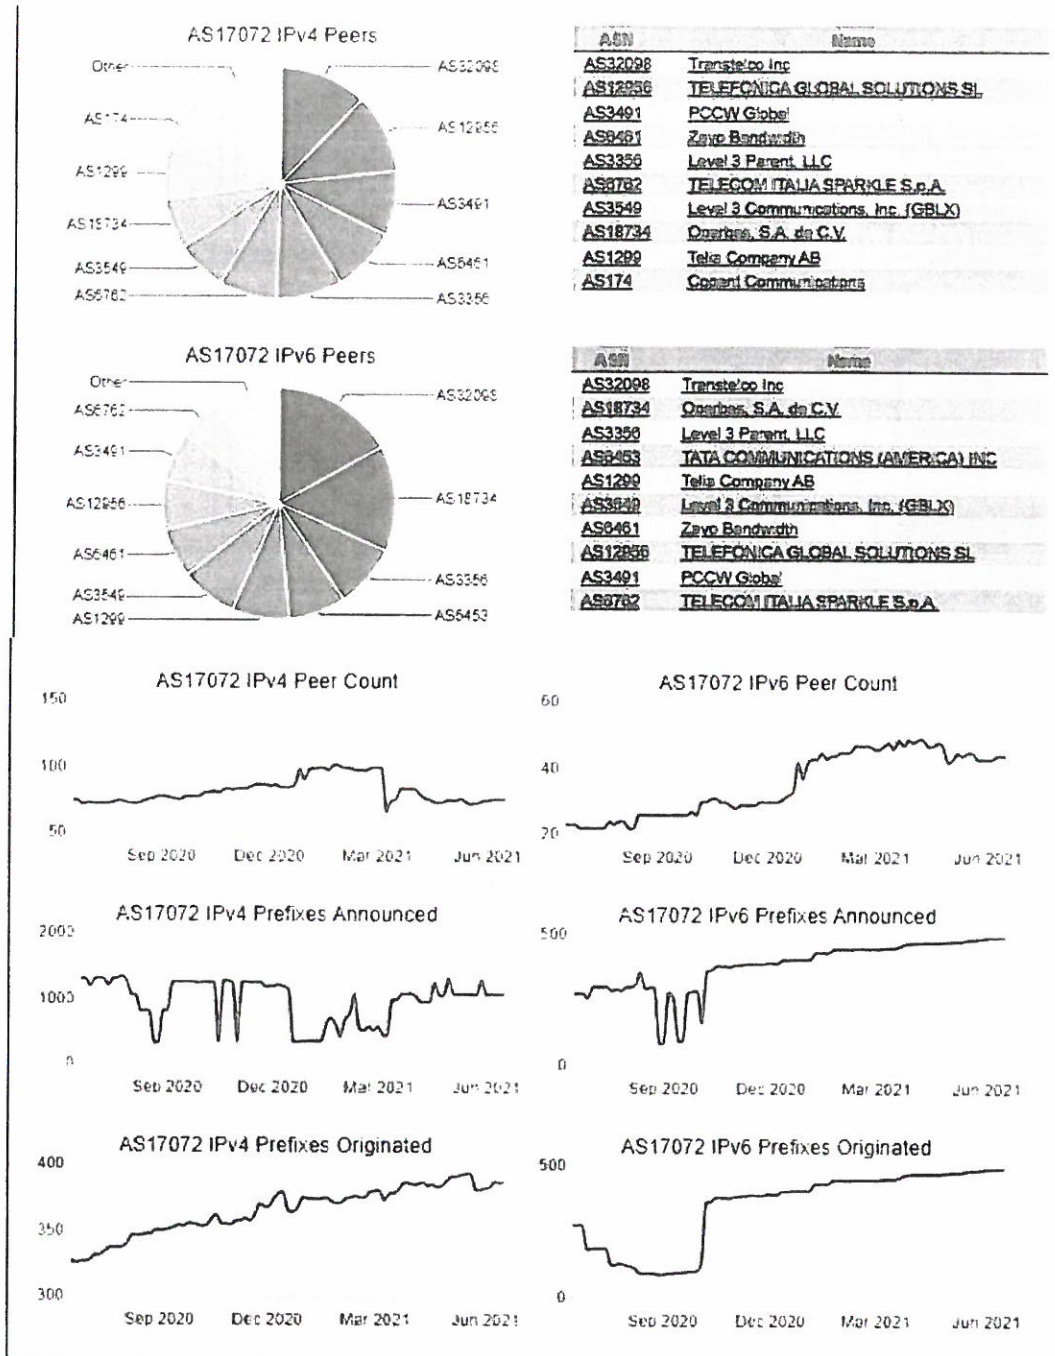 AS17072 IPv4 Peers
Other
AS174
AS1299
AS18734
AS3549
AS6762
AS32098
AS12956
AS3491
AS6461
AS3356
ASN Name
AS32098 Transtelco Inc
AS12956 TELEFONICA GLOBAL SOLUTIONS SL
AS3491 PCCW Global
AS6461 Zayo Bandwidth
AS3356 Level 3 Parent, LLC
AS6762 TELECOM ITALIA SPARKLE S.p.A.
AS3549 Level 3 Communications, Inc. (GBLX)
AS18734 Operbes, S.A. de C.V.
AS1299 Telia Company AB
AS174 Cogent Communications
AS17072 IPv6 Peers
Other
AS6762
AS3491
AS12956
AS6461
AS3549
AS1299
AS32098
AS18734
AS3356
AS6453
ASN Name
AS32098 Transtelco Inc
AS18734 Operbes, S.A. de C.V.
AS3356 Level 3 Parent, LLC
AS6453 TATA COMMUNICATIONS (AMERICA) INC
AS1299 Telia Company AB
AS3549 Level 3 Communications, Inc. (GBLX)
AS6461 Zayo Bandwidth
AS12956 TELEFONICA GLOBAL SOLUTIONS SL
AS3491 PCCW Global
AS6762 TELECOM ITALIA SPARKLE S.p.A.
AS17072 IPv4 Peer Count
150
100
50
Sep 2020 Dec 2020 Mar 2021 Jun 2021
AS17072 IPv6 Peer Count
60
40
20
Sep 2020 Dec 2020 Mar 2021 Jun 2021
AS17072 IPv4 Prefixes Announced
2000
1000
0
Sep 2020 Dec 2020 Mar 2021 Jun 2021
AS17072 IPv6 Prefixes Announced
500
0
Sep 2020 Dec 2020 Mar 2021 Jun 2021
AS17072 IPv4 Prefixes Originated
400
350
300
Sep 2020 Dec 2020 Mar 2021 Jun 2021
AS17072 IPv6 Prefixes Originated
500
0
Sep 2020 Dec 2020 Mar 2021 Jun 2021